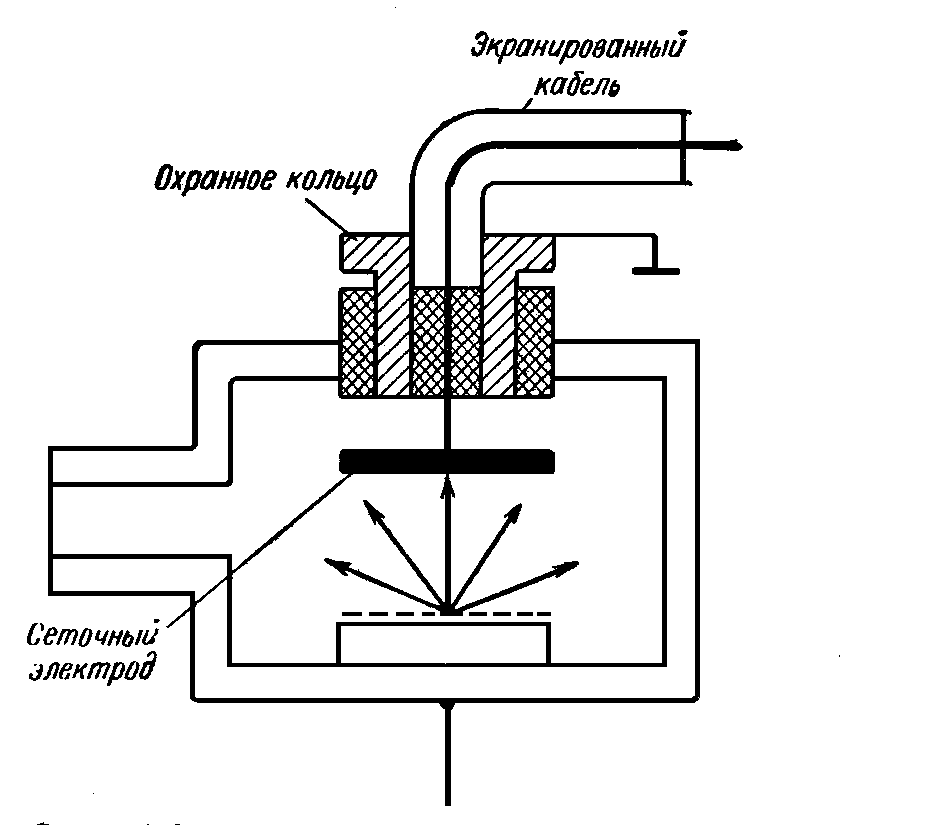 Экранированный
кабель
Охранное кольцо
Сеточный
электрод